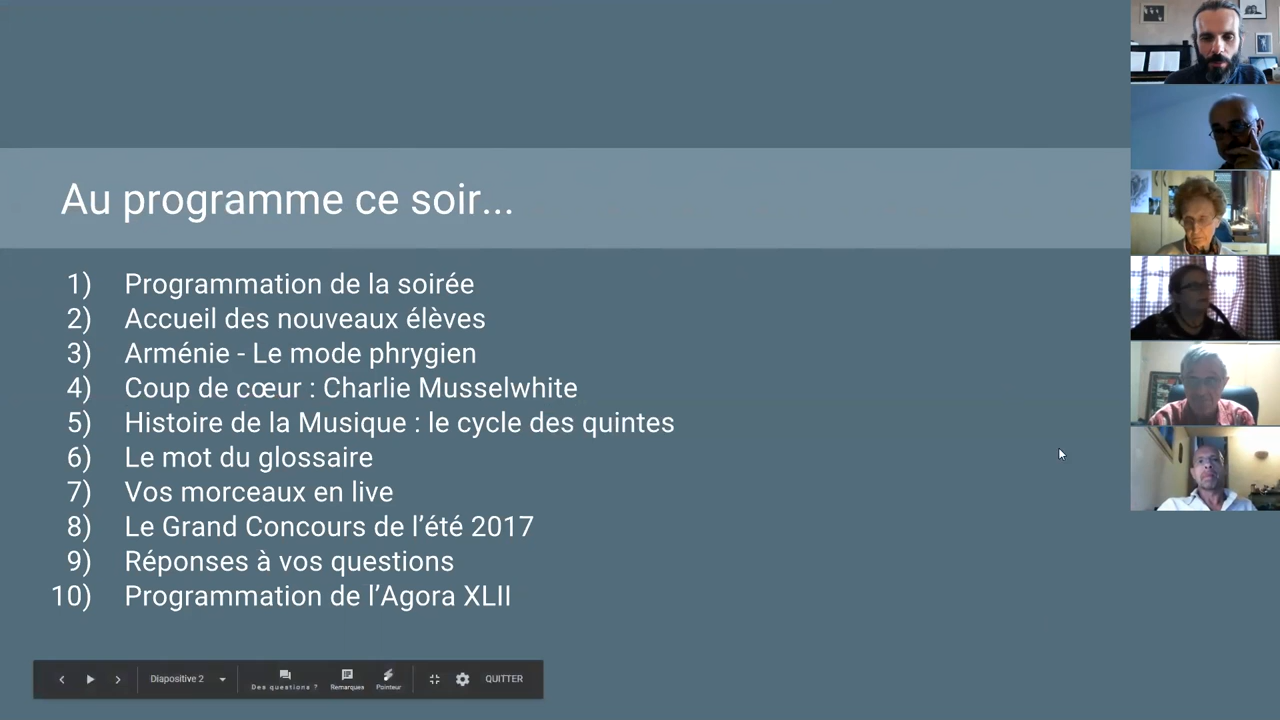 Au programme ce soir...
1) Programmation de la soirée
2) Accueil des nouveaux élèves
3) Arménie - Le mode phrygien
4) Coup de cœur : Charlie Musselwhite
5) Histoire de la Musique : le cycle des quintes
6) Le mot du glossaire
7) Vos morceaux en live
8) Le Grand Concours de l’été 2017
9) Réponses à vos questions
10) Programmation de l’Agora XLII
Diapositive 2 Des questions ? Remarques Pointeur QUITTER